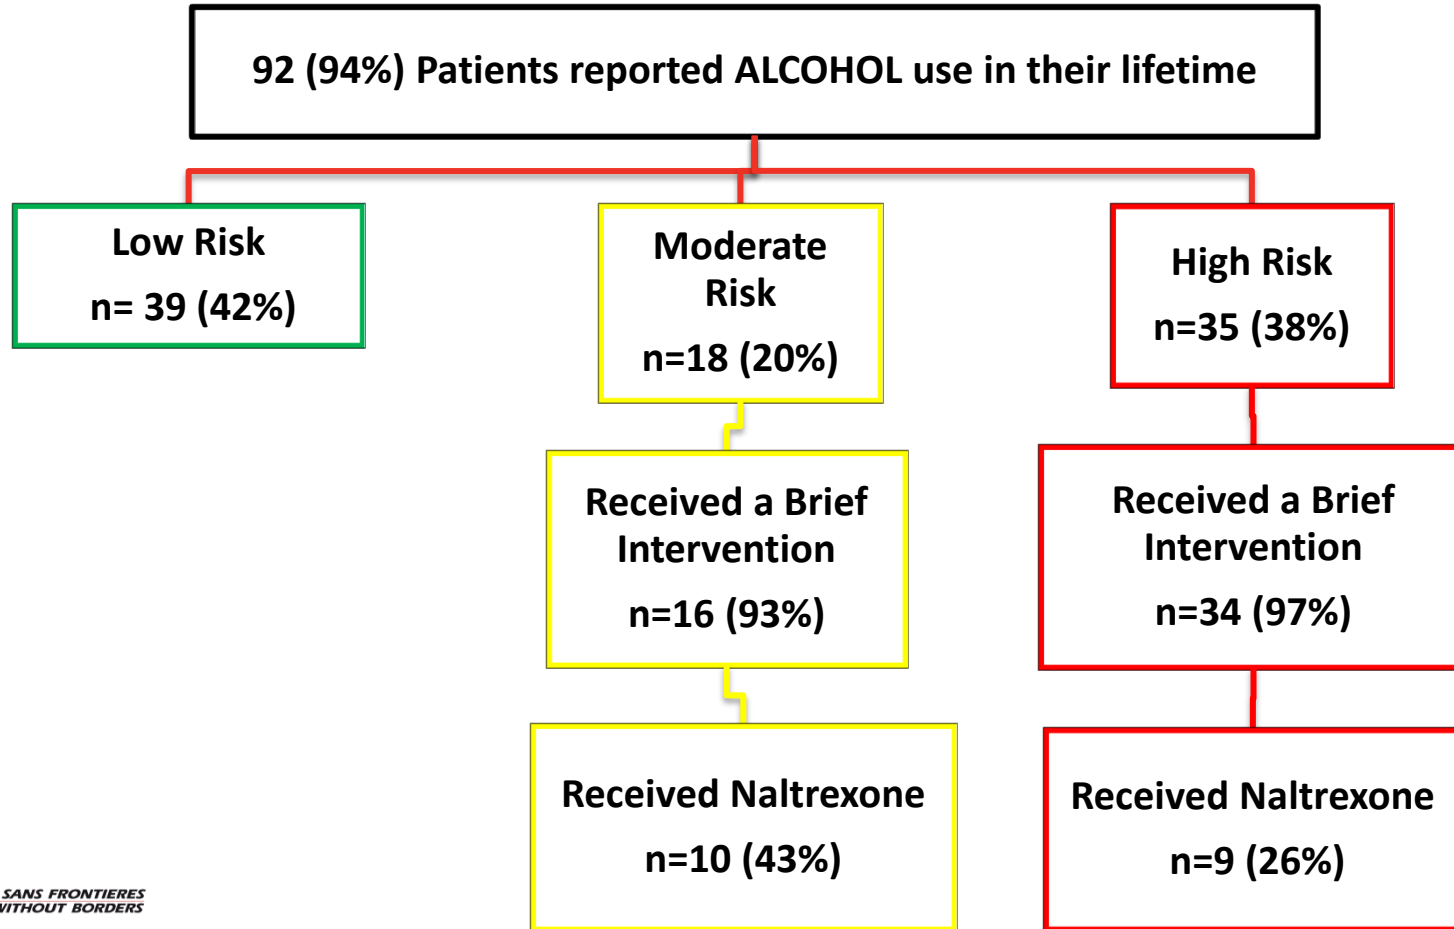 92 (94%) Patients reported ALCOHOL use in their lifetime
Low Risk
n= 39 (42%)
Moderate
Risk
n=18 (20%)
High Risk
n=35 (38%)
Received a Brief
Intervention
n=16 (93%)
Received a Brief
Intervention
n=34 (97%)
Received Naltrexone
n=10 (43%)
Received Naltrexone
n=9 (26%)
SANS FRONTIERES
WITHOUT BORDERS